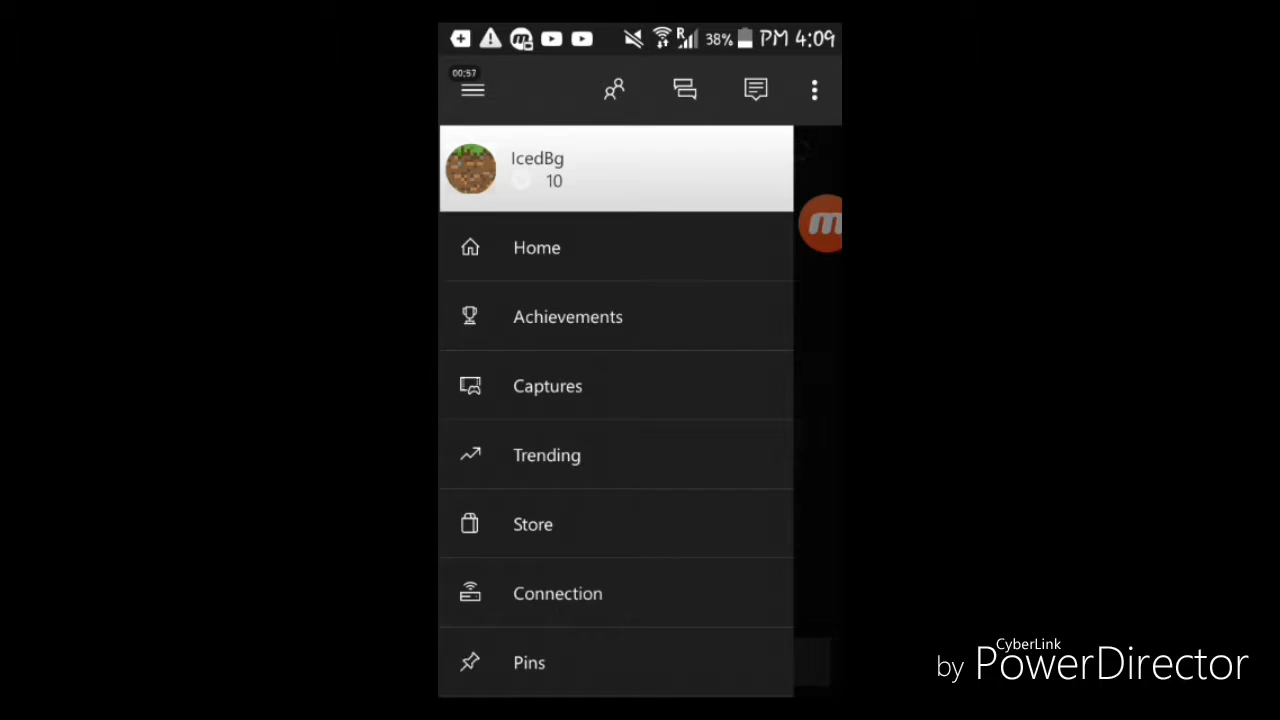 38% PM 4:09
00:57
IcedBg
10
Home
Achievements
Captures
Trending
Store
Connection
Pins
CyberLink
by PowerDirector